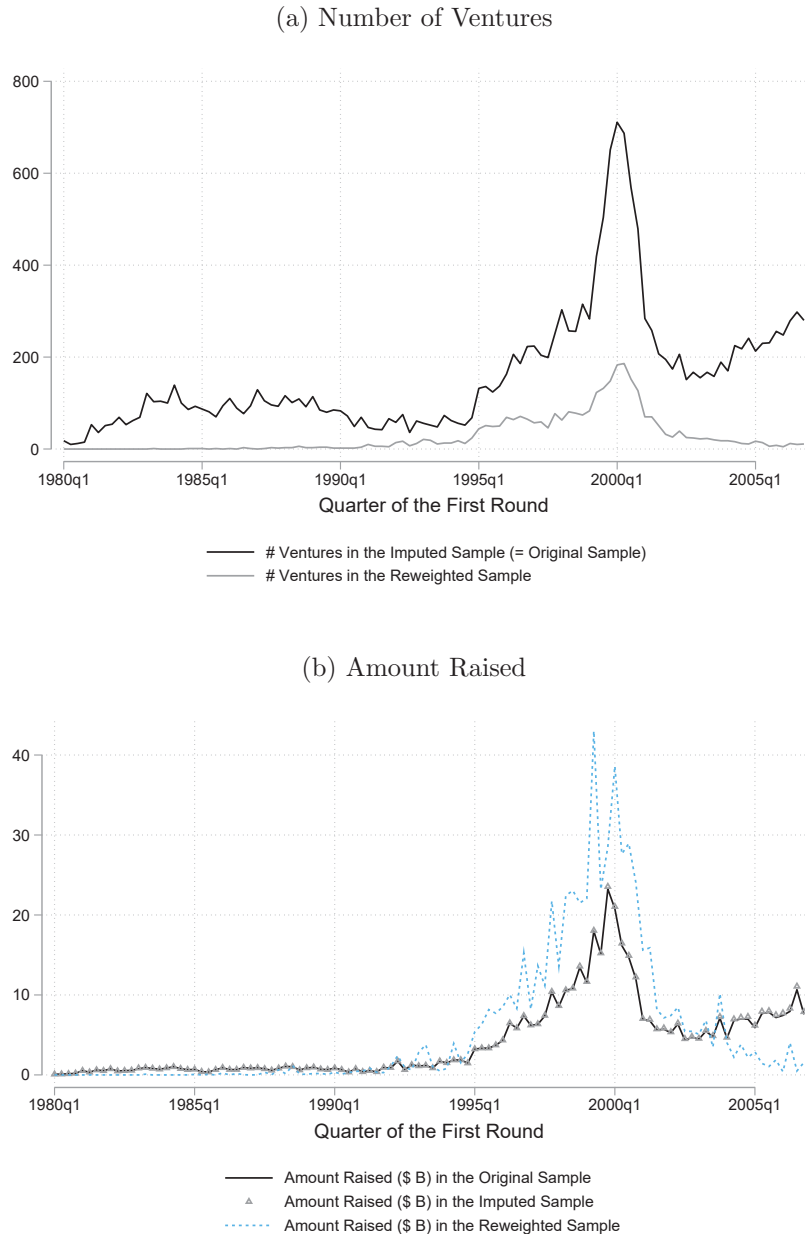 (a) Number of Ventures
800
600
400
200
0
1980q1 1985q1 1990q1 1995q1 2000q1 2005q1
Quarter of the First Round
# Ventures in the Imputed Sample (= Original Sample)
# Ventures in the Reweighted Sample
(b) Amount Raised
40
30
20
10
0
1980q1 1985q1 1990q1 1995q1 2000q1 2005q1
Quarter of the First Round
Amount Raised ($ B) in the Original Sample
Amount Raised ($ B) in the Imputed Sample
Amount Raised ($ B) in the Reweighted Sample